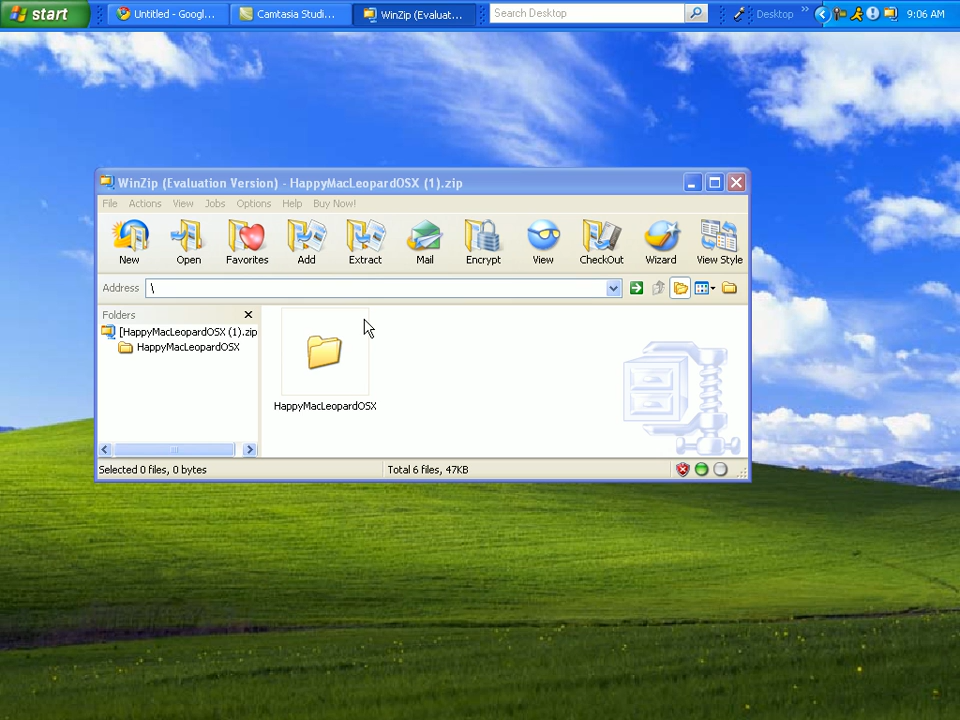 start
Untitled - Googl...
Camtasia Studi...
WinZip (Evaluat...
Search Desktop
Desktop
9:06 AM
WinZip (Evaluation Version) - HappyMacLeopardOSX (1).zip
File Actions View Jobs Options Help Buy Now!
New Open Favorites Add Extract Mail Encrypt View CheckOut Wizard View Style
Address \
Folders
[HappyMacLeopardOSX (1).zip
HappyMacLeopardOSX
HappyMacLeopardOSX
Selected 0 files, 0 bytes
Total 6 files, 47KB